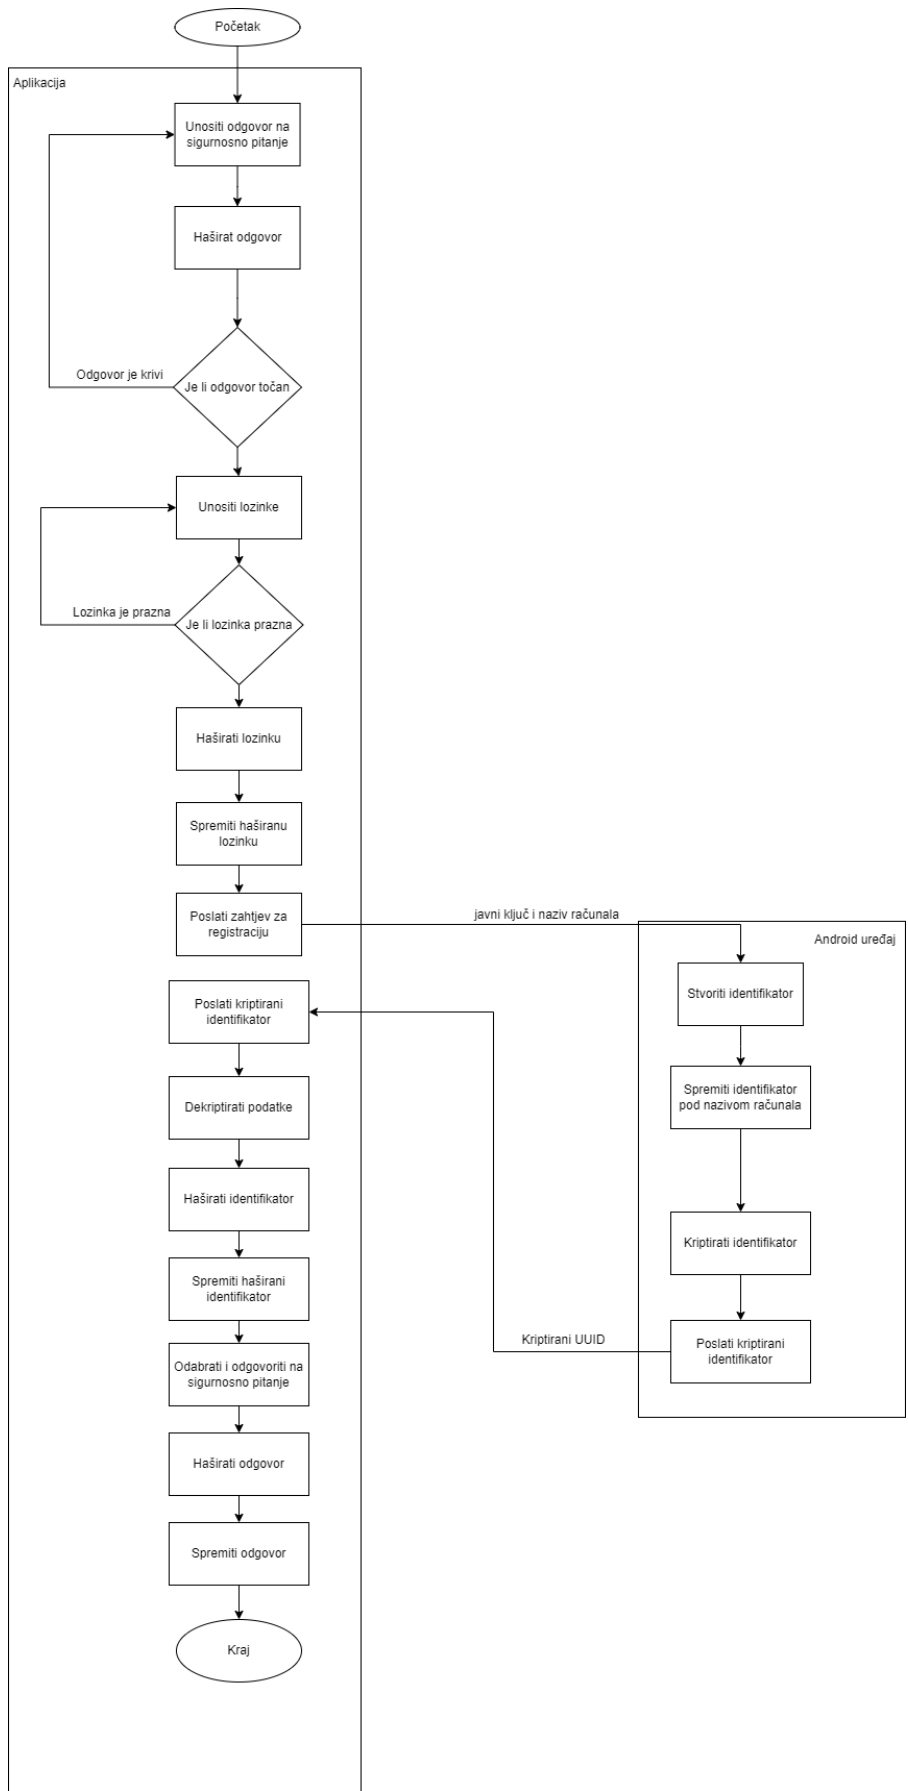 Početak
Aplikacija
Unositi odgovor na
sigurnosno pitanje
Haširat odgovor
Odgovor je krivi
Je li odgovor točan
Unositi lozinke
Lozinka je prazna
Je li lozinka prazna
Haširati lozinku
Spremiti haširanu
lozinku
Poslati zahtjev za
registraciju
javni ključ i naziv računala
Android uređaj
Stvoriti identifikator
Spremiti identifikator
pod nazivom računala
Kriptirati identifikator
Poslati kriptirani
identifikator
Kriptirani UUID
Poslati kriptirani
identifikator
Dekriptirati podatke
Haširati identifikator
Spremiti haširani
identifikator
Odabrati i odgovoriti na
sigurnosno pitanje
Haširati odgovor
Spremiti odgovor
Kraj